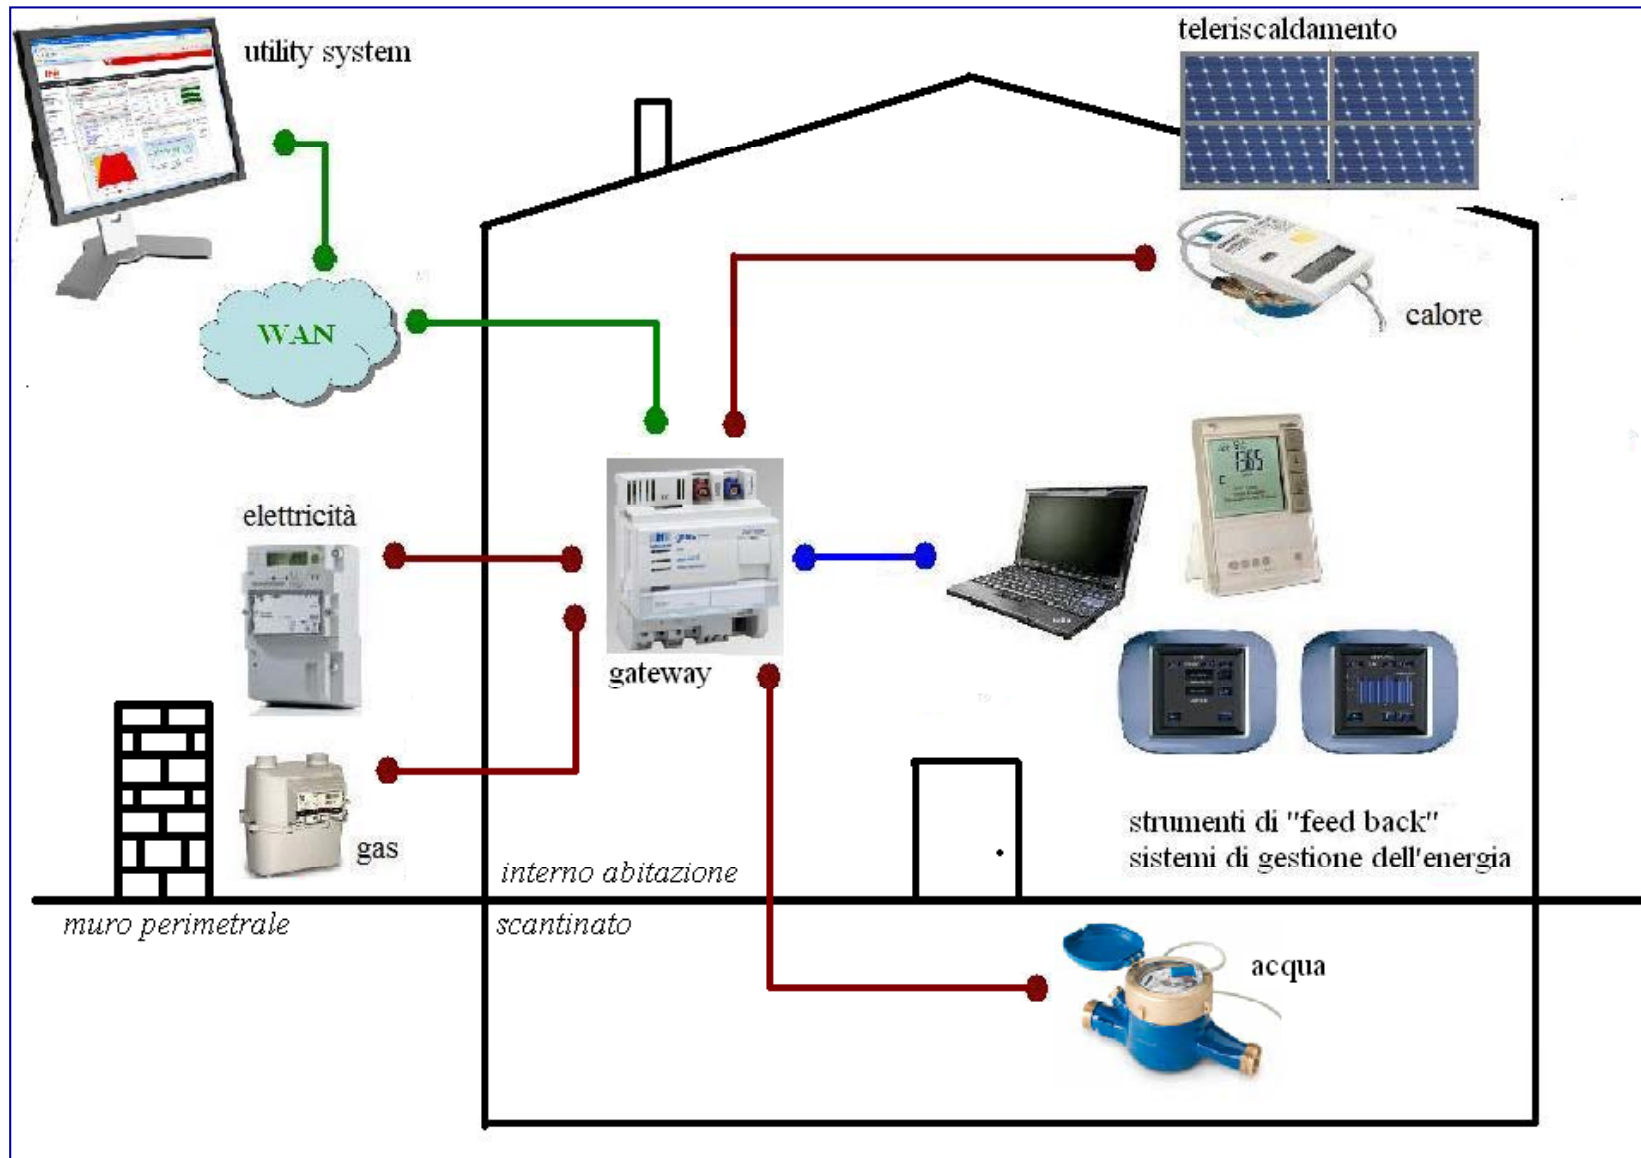 teleriscaldamento
utility system
WAN
calore
elettricità
gateway
gas
strumenti di "feed back"
sistemi di gestione dell'energia
interno abitazione
muro perimetrale
scantinato
acqua